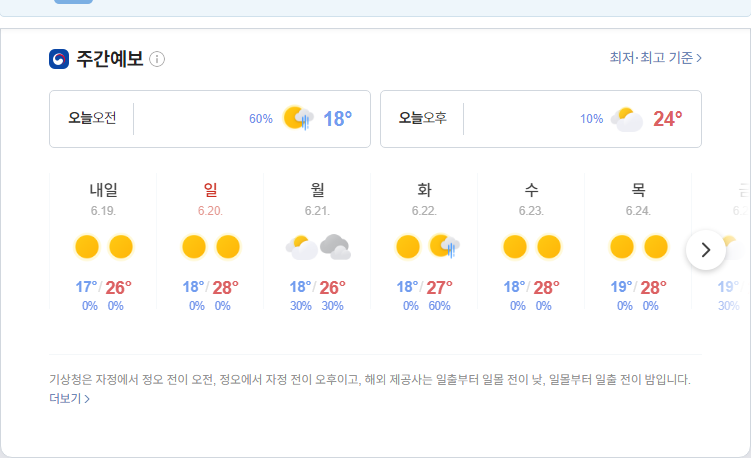 주간예보
최저·최고 기준
오늘오전 60% 18°
오늘오후 10% 24°
내일 일 월 화 수 목
6.19. 6.20. 6.21. 6.22. 6.23. 6.24.
17°/26° 18°/28° 18°/26° 18°/27° 18°/28° 19°/28° 19°
0% 0% 0% 0% 30% 30% 0% 60% 0% 0% 0% 0% 30%
기상청은 자정에서 정오 전이 오전, 정오에서 자정 전이 오후이고, 해외 제공사는 일출부터 일몰 전이 낮, 일몰부터 일출 전이 밤입니다.
더보기